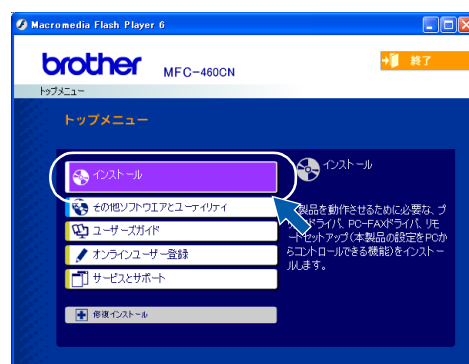 Macromedia Flash Player 6
brother MFC-460CN
終了
トップメニュー
トップメニュー
インストール
その他ソフトウエアとユーティリティ
ユーザーズガイド
オンラインユーザー登録
サービスとサポート
修復インストール
インストール
製品を動作させるために必要な、プ
ドライバ、PC-FAXドライバ、リモ
ートセットアップ(本製品の設定をPCか
らコントロールできる機能)をインストー
ルします。